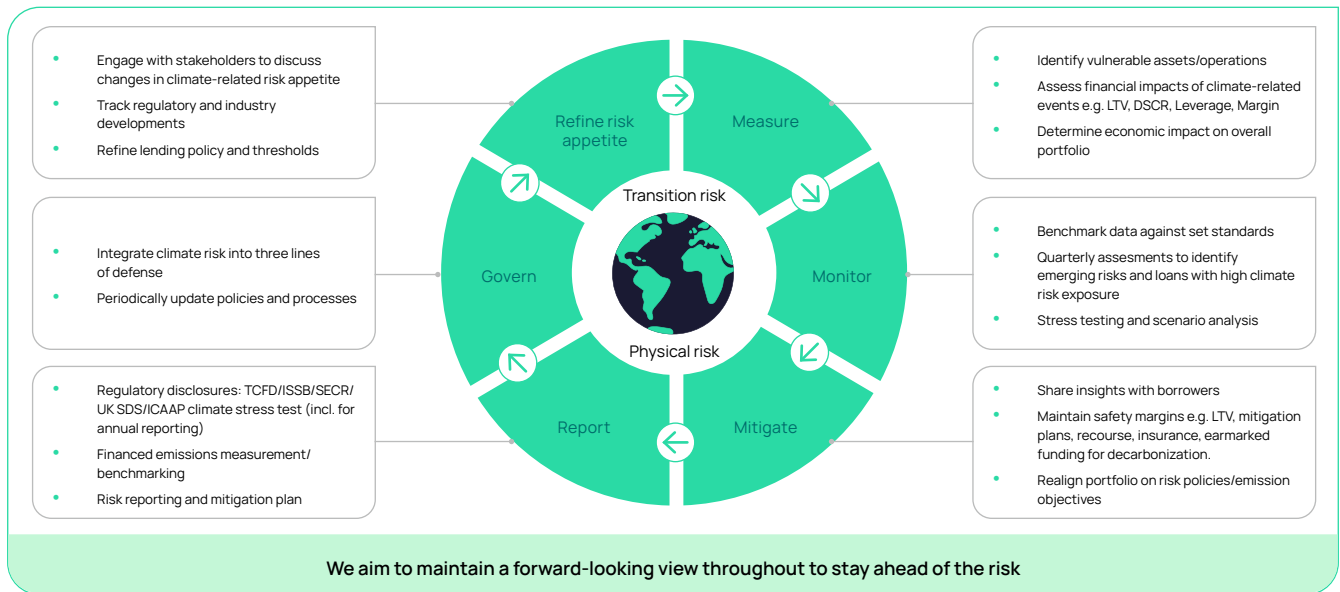 Engage with stakeholders to discuss
changes in climate-related risk appetite
Track regulatory and industry
developments
Refine lending policy and thresholds
Integrate climate risk into three lines
of defense
Periodically update policies and processes
Regulatory disclosures: TCFD/ISSB/SECR/
UK SDS/ICAAP climate stress test (incl. for
annual reporting)
Financed emissions measurement/
benchmarking
Risk reporting and mitigation plan
Refine risk
appetite
Measure
Transition risk
Govern
Monitor
Physical risk
Report
Mitigate
Identify vulnerable assets/operations
Assess financial impacts of climate-related
events e.g. LTV, DSCR, Leverage, Margin
Determine economic impact on overall
portfolio
Benchmark data against set standards
Quarterly assesments to identify
emerging risks and loans with high climate
risk exposure
Stress testing and scenario analysis
Share insights with borrowers
Maintain safety margins e.g. LTV, mitigation
plans, recourse, insurance, earmarked
funding for decarbonization.
Realign portfolio on risk policies/emission
objectives
We aim to maintain a forward-looking view throughout to stay ahead of the risk